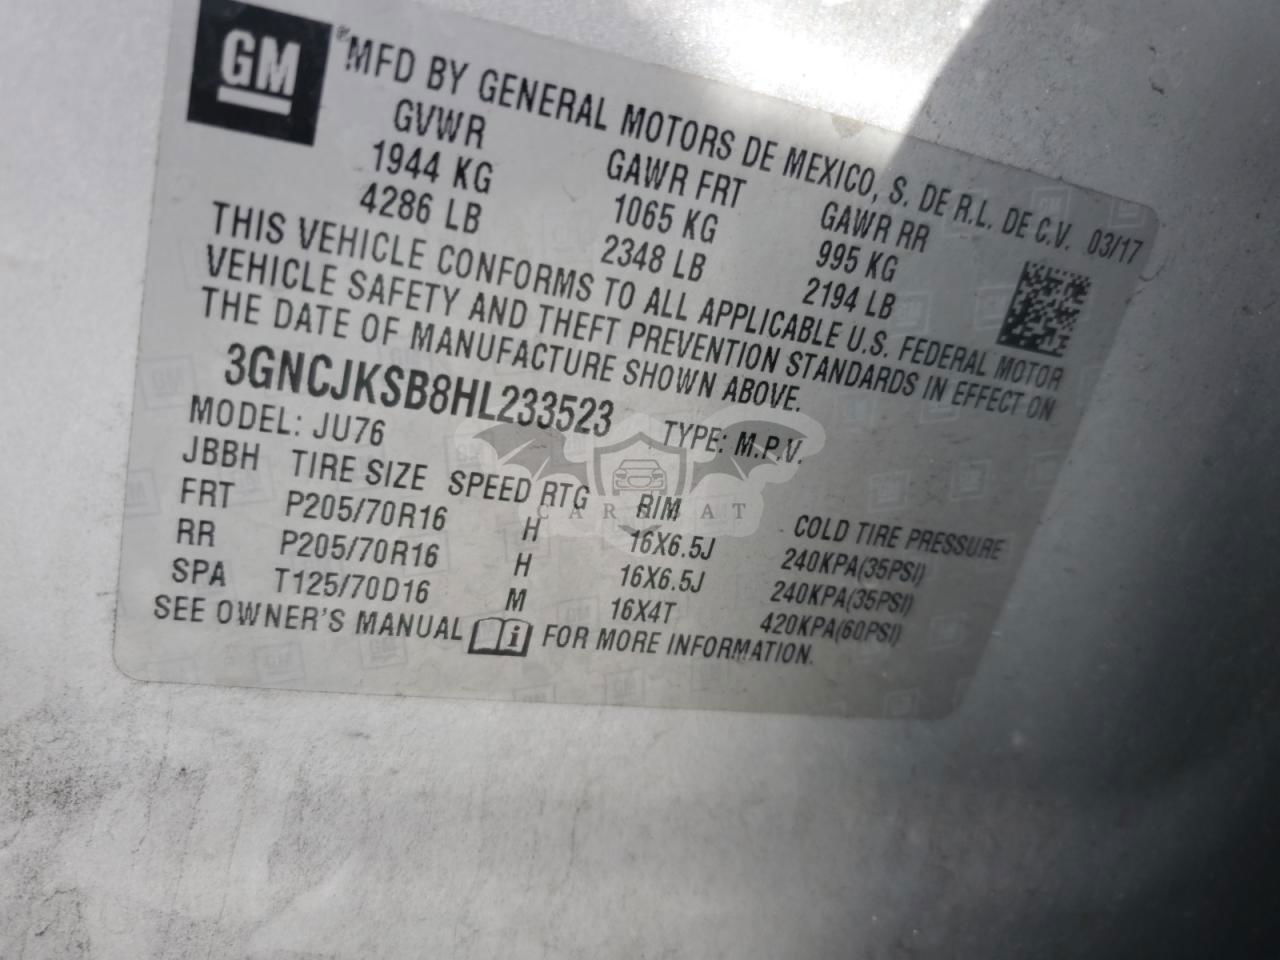 GM
MFD BY GENERAL MOTORS DE MEXICO, S. DE R.L. DE C.V. 03/17
GVWR GAWR FRT GAWR RR
1944 KG 1065 KG 995 KG
4286 LB 2348 LB 2194 LB
THIS VEHICLE CONFORMS TO ALL APPLICABLE U.S. FEDERAL MOTOR
VEHICLE SAFETY AND THEFT PREVENTION STANDARDS IN EFFECT ON
THE DATE OF MANUFACTURE SHOWN ABOVE.
3GNCJKSB8HL233523 TYPE: M.P.V.
MODEL: JU76
JBBH TIRE SIZE SPEED RTG RIM COLD TIRE PRESSURE
FRT P205/70R16 H 16X6.5J 240KPA(35PSI)
RR P205/70R16 H 16X6.5J 240KPA(35PSI)
SPA T125/70D16 M 16X4T 420KPA(60PSI)
SEE OWNER'S MANUAL i FOR MORE INFORMATION.